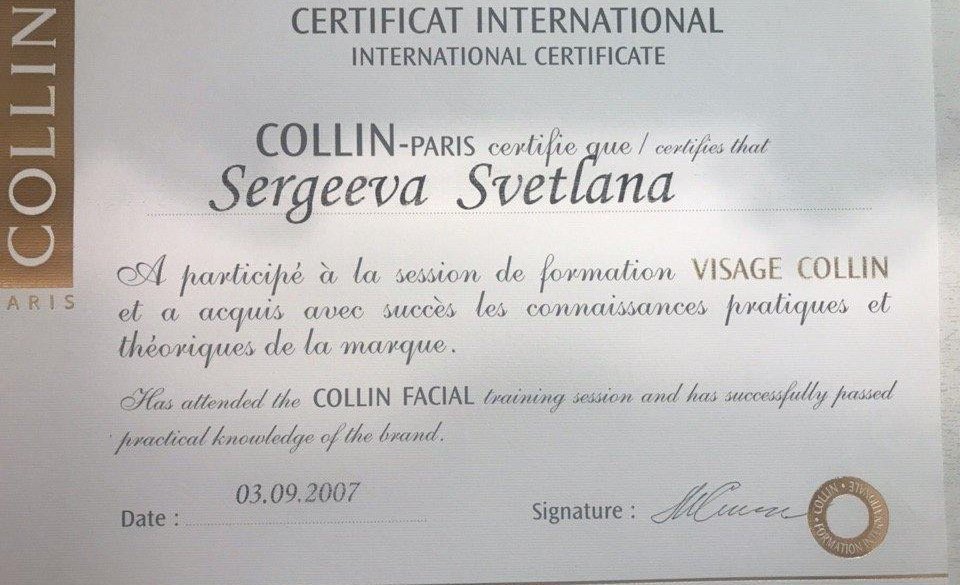 COLLIN
ARIS
CERTIFICAT INTERNATIONAL
INTERNATIONAL CERTIFICATE
COLLIN-PARIS certifie que / certifies that
Sergeeva Svetlana
A participé à la session de formation VISAGE COLLIN
et a acquis avec succès les connaissances pratiques et
théoriques de la marque.
Has attended the COLLIN FACIAL training session and has successfully passed
practical knowledge of the brand.
03.09.2007
Date :
Signature :
COLLIN • FORMATION